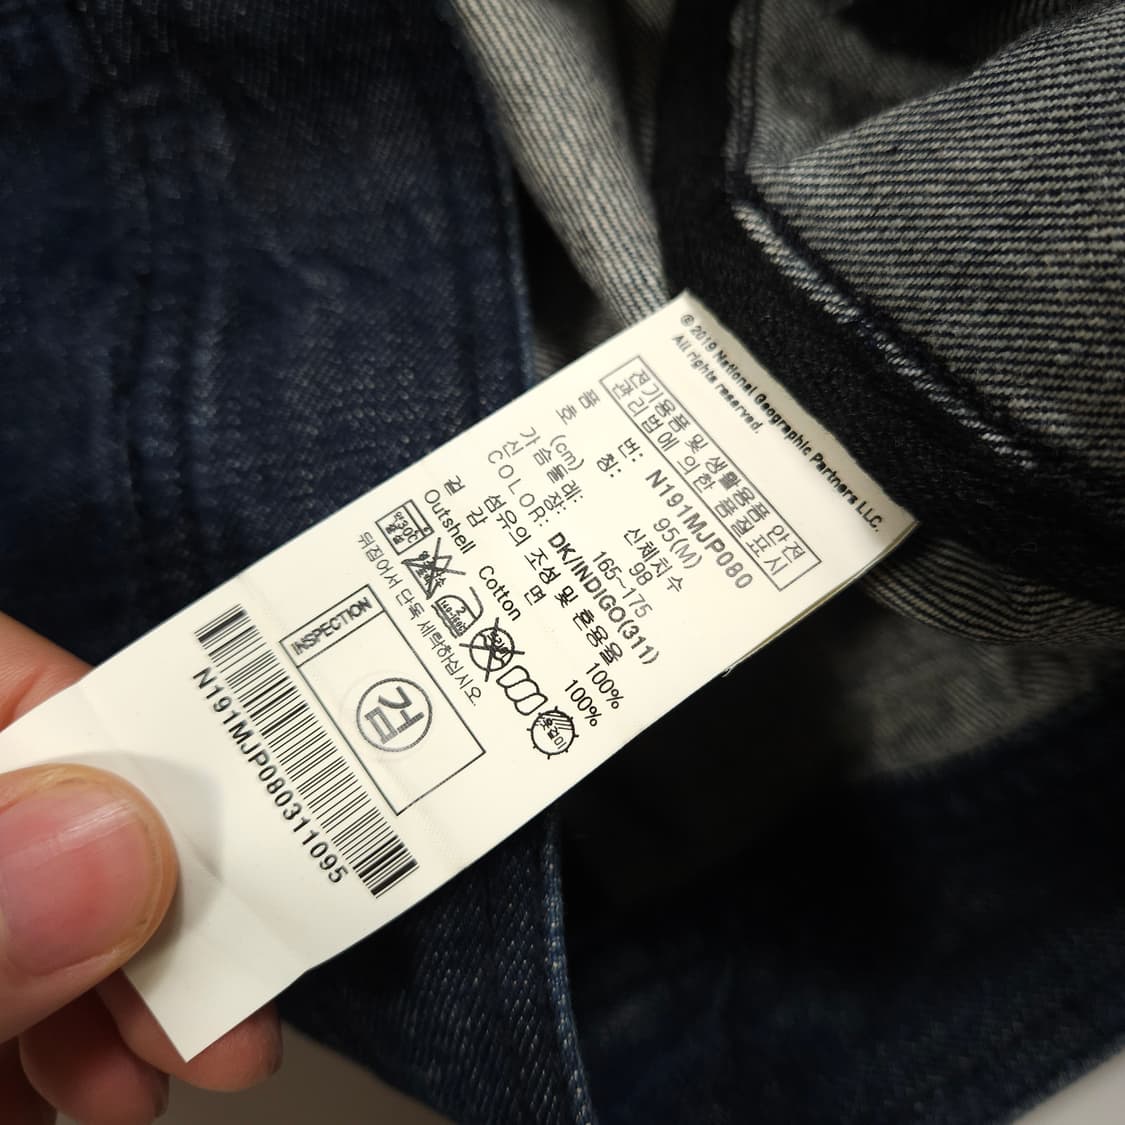 © 2019 National Geographic Partners LLC.
All rights reserved.
전기용품 및 생활용품 안전
관리법에 의한 품질 표시
품 번: N191MJP080
호 칭: 95(M)
(cm) 신체치수
가슴둘레: 98
신 장: 165~175
COLOR: DK/INDIGO(311)
섬유의 조성 및 혼용율
겉 감 면 100%
Outshell Cotton 100%
뒤집어서 단독 세탁하십시오.
INSPECTION
검
N191MJP080311095